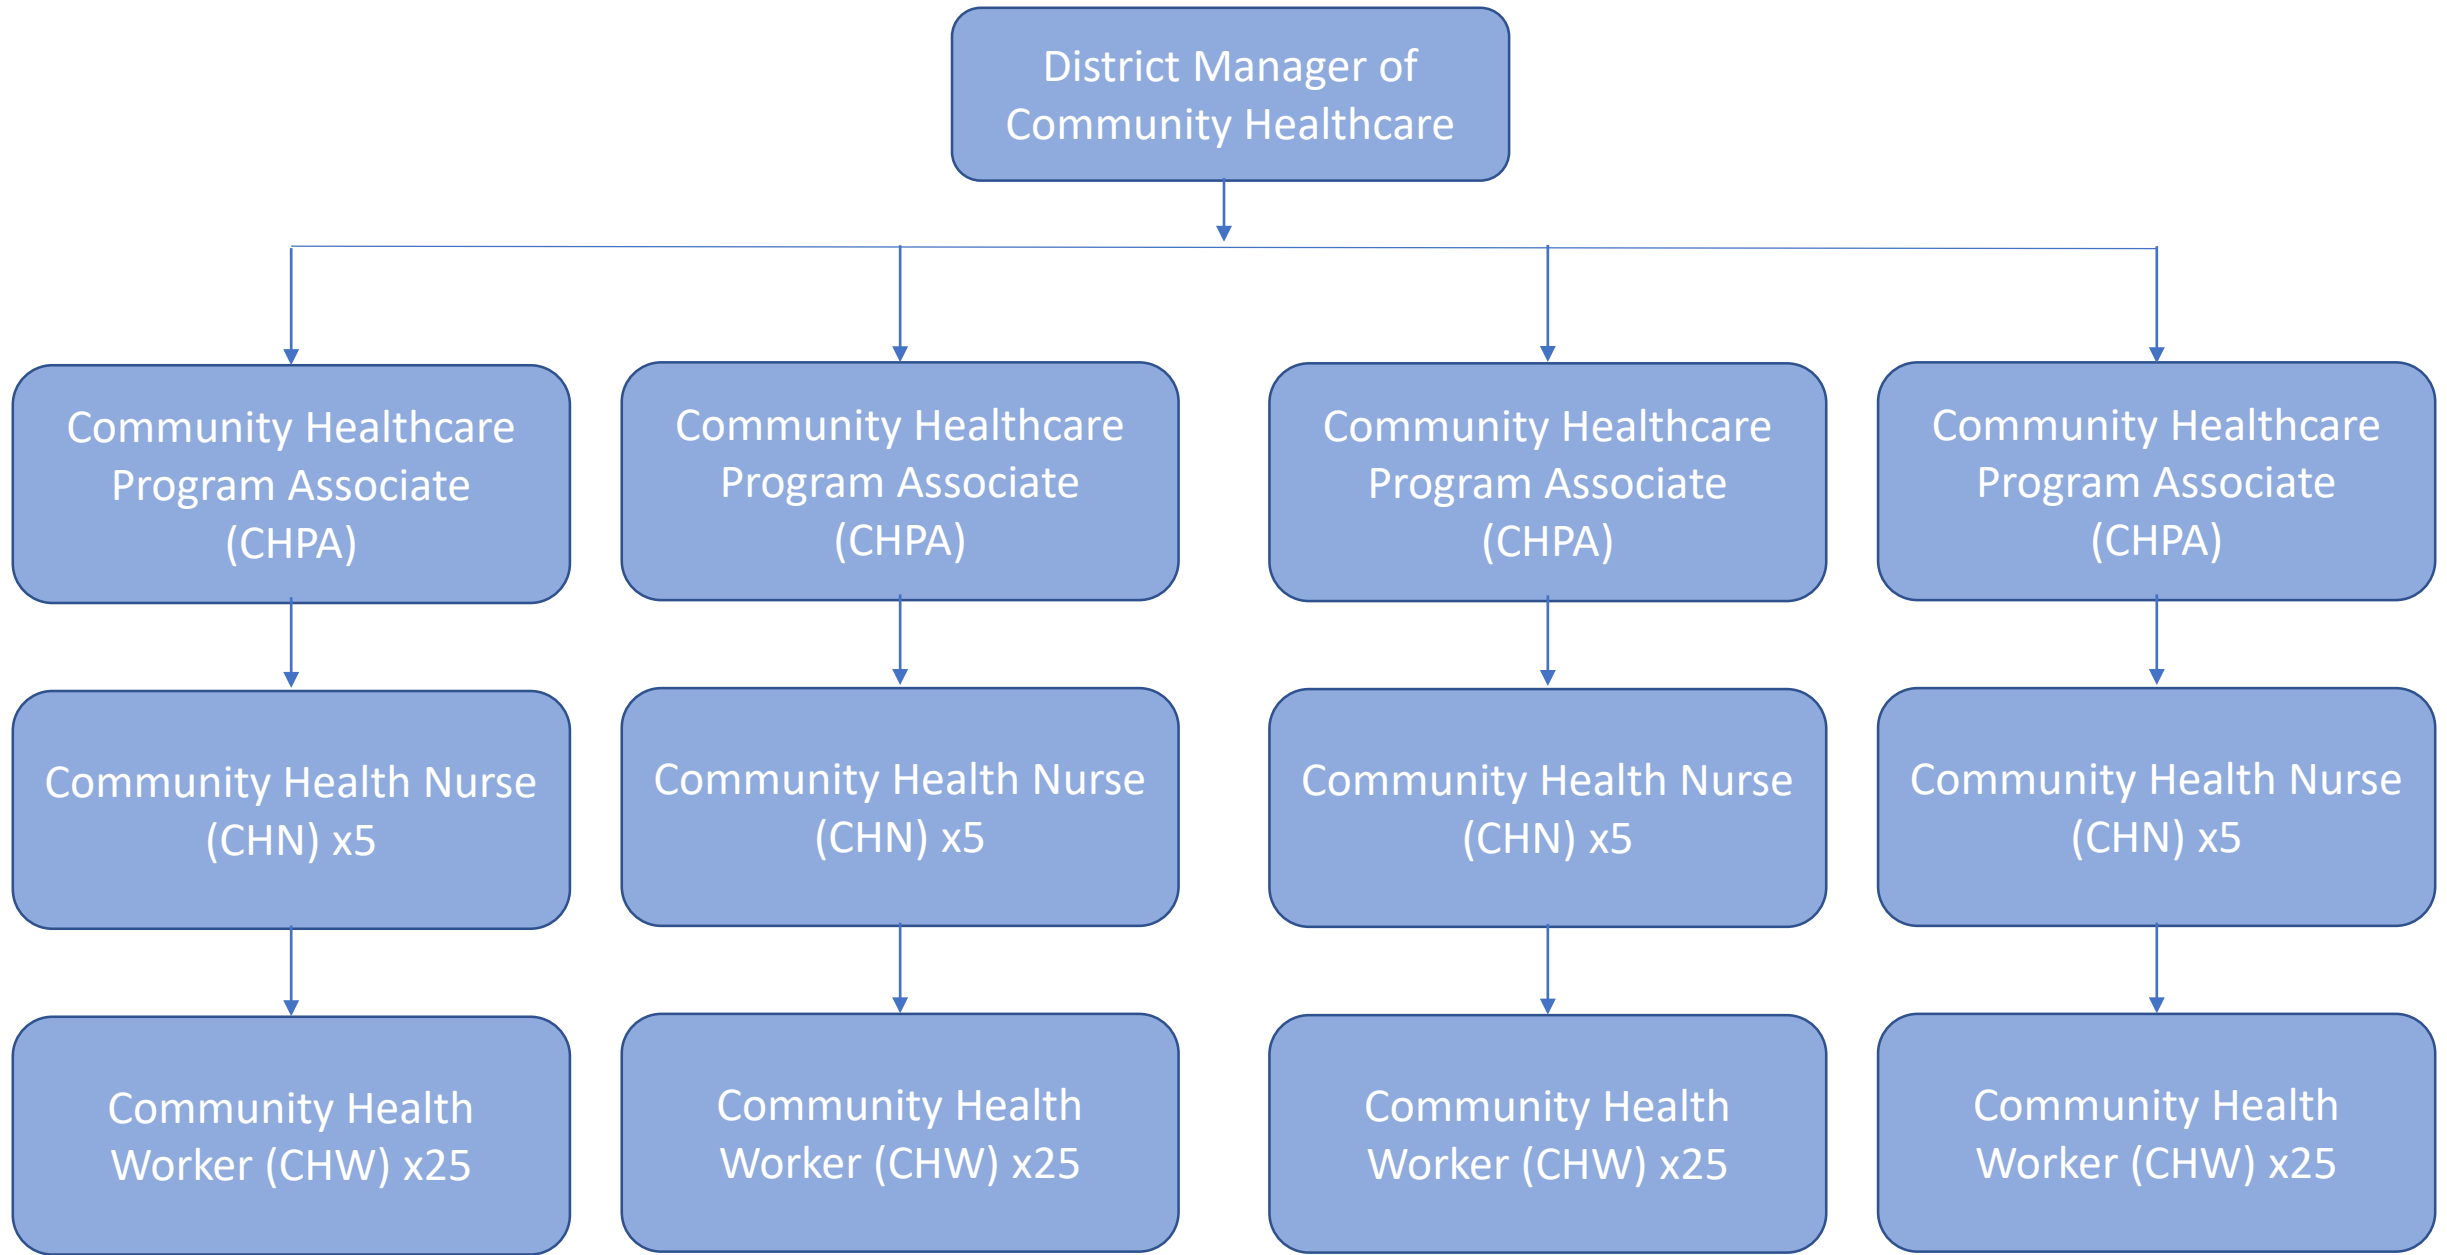 District Manager of
Community Healthcare
Community Healthcare
Program Associate
(CHPA)
Community Healthcare
Program Associate
(CHPA)
Community Healthcare
Program Associate
(CHPA)
Community Healthcare
Program Associate
(CHPA)
Community Health Nurse
(CHN) x5
Community Health Nurse
(CHN) x5
Community Health Nurse
(CHN) x5
Community Health Nurse
(CHN) x5
Community Health
Worker (CHW) x25
Community Health
Worker (CHW) x25
Community Health
Worker (CHW) x25
Community Health
Worker (CHW) x25